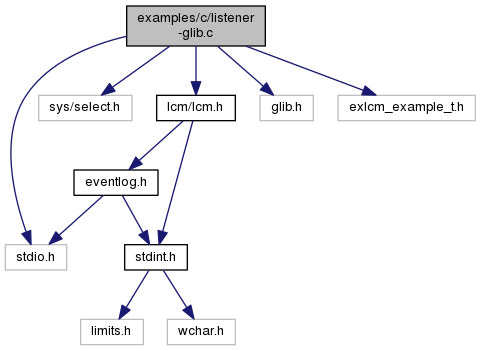 examples/c/listener
-glib.c
sys/select.h
lcm/lcm.h
glib.h
exlcm_example_t.h
eventlog.h
stdio.h
stdint.h
limits.h
wchar.h